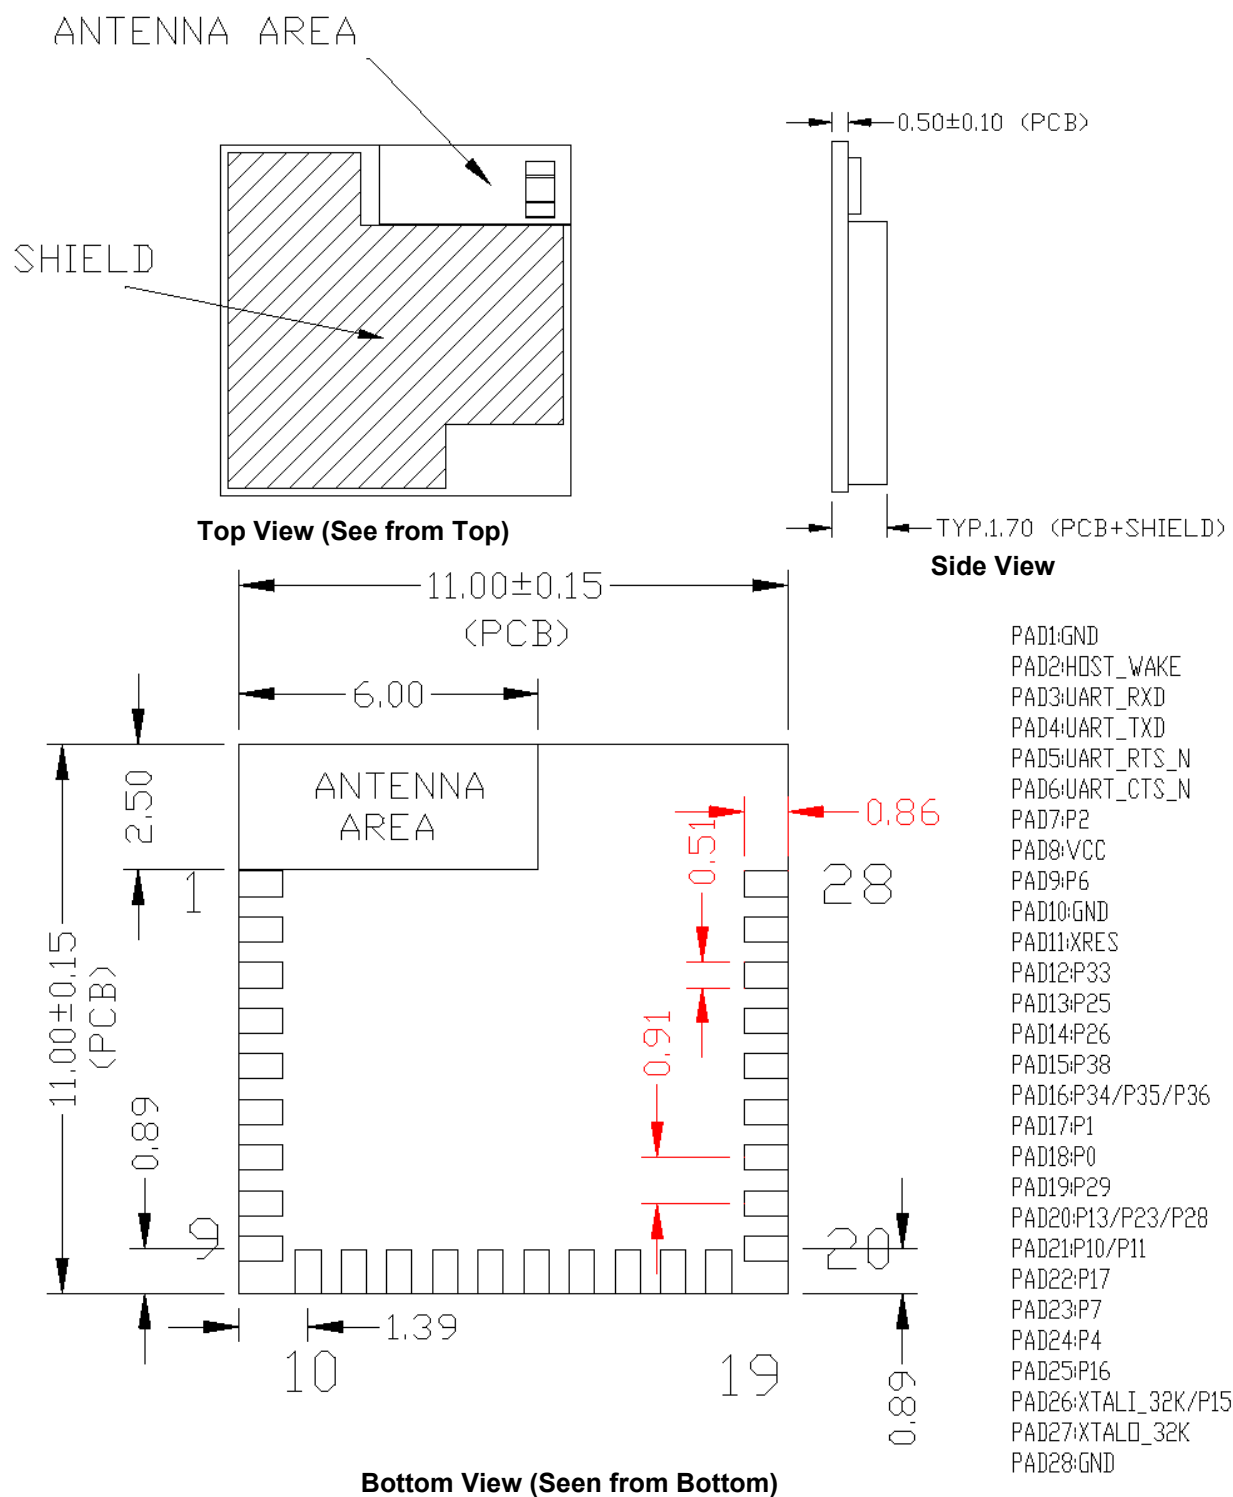 ANTENNA AREA
0.50±0.10 (PCB)
SHIELD
Top View (See from Top)
TYP.1.70 (PCB+SHIELD)
Side View
11.00±0.15
(PCB)
6.00
2.50
ANTENNA
AREA
0.86
0.51
1
28
11.00±0.15
(PCB)
0.91
0.89
9
20
1.39
10
19
0.89
PAD1:GND
PAD2:HOST_WAKE
PAD3:UART_RXD
PAD4:UART_TXD
PAD5:UART_RTS_N
PAD6:UART_CTS_N
PAD7:P2
PAD8:VCC
PAD9:P6
PAD10:GND
PAD11:XRES
PAD12:P33
PAD13:P25
PAD14:P26
PAD15:P38
PAD16:P34/P35/P36
PAD17:P1
PAD18:P0
PAD19:P29
PAD20:P13/P23/P28
PAD21:P10/P11
PAD22:P17
PAD23:P7
PAD24:P4
PAD25:P16
PAD26:XTALI_32K/P15
PAD27:XTALO_32K
PAD28:GND
Bottom View (Seen from Bottom)